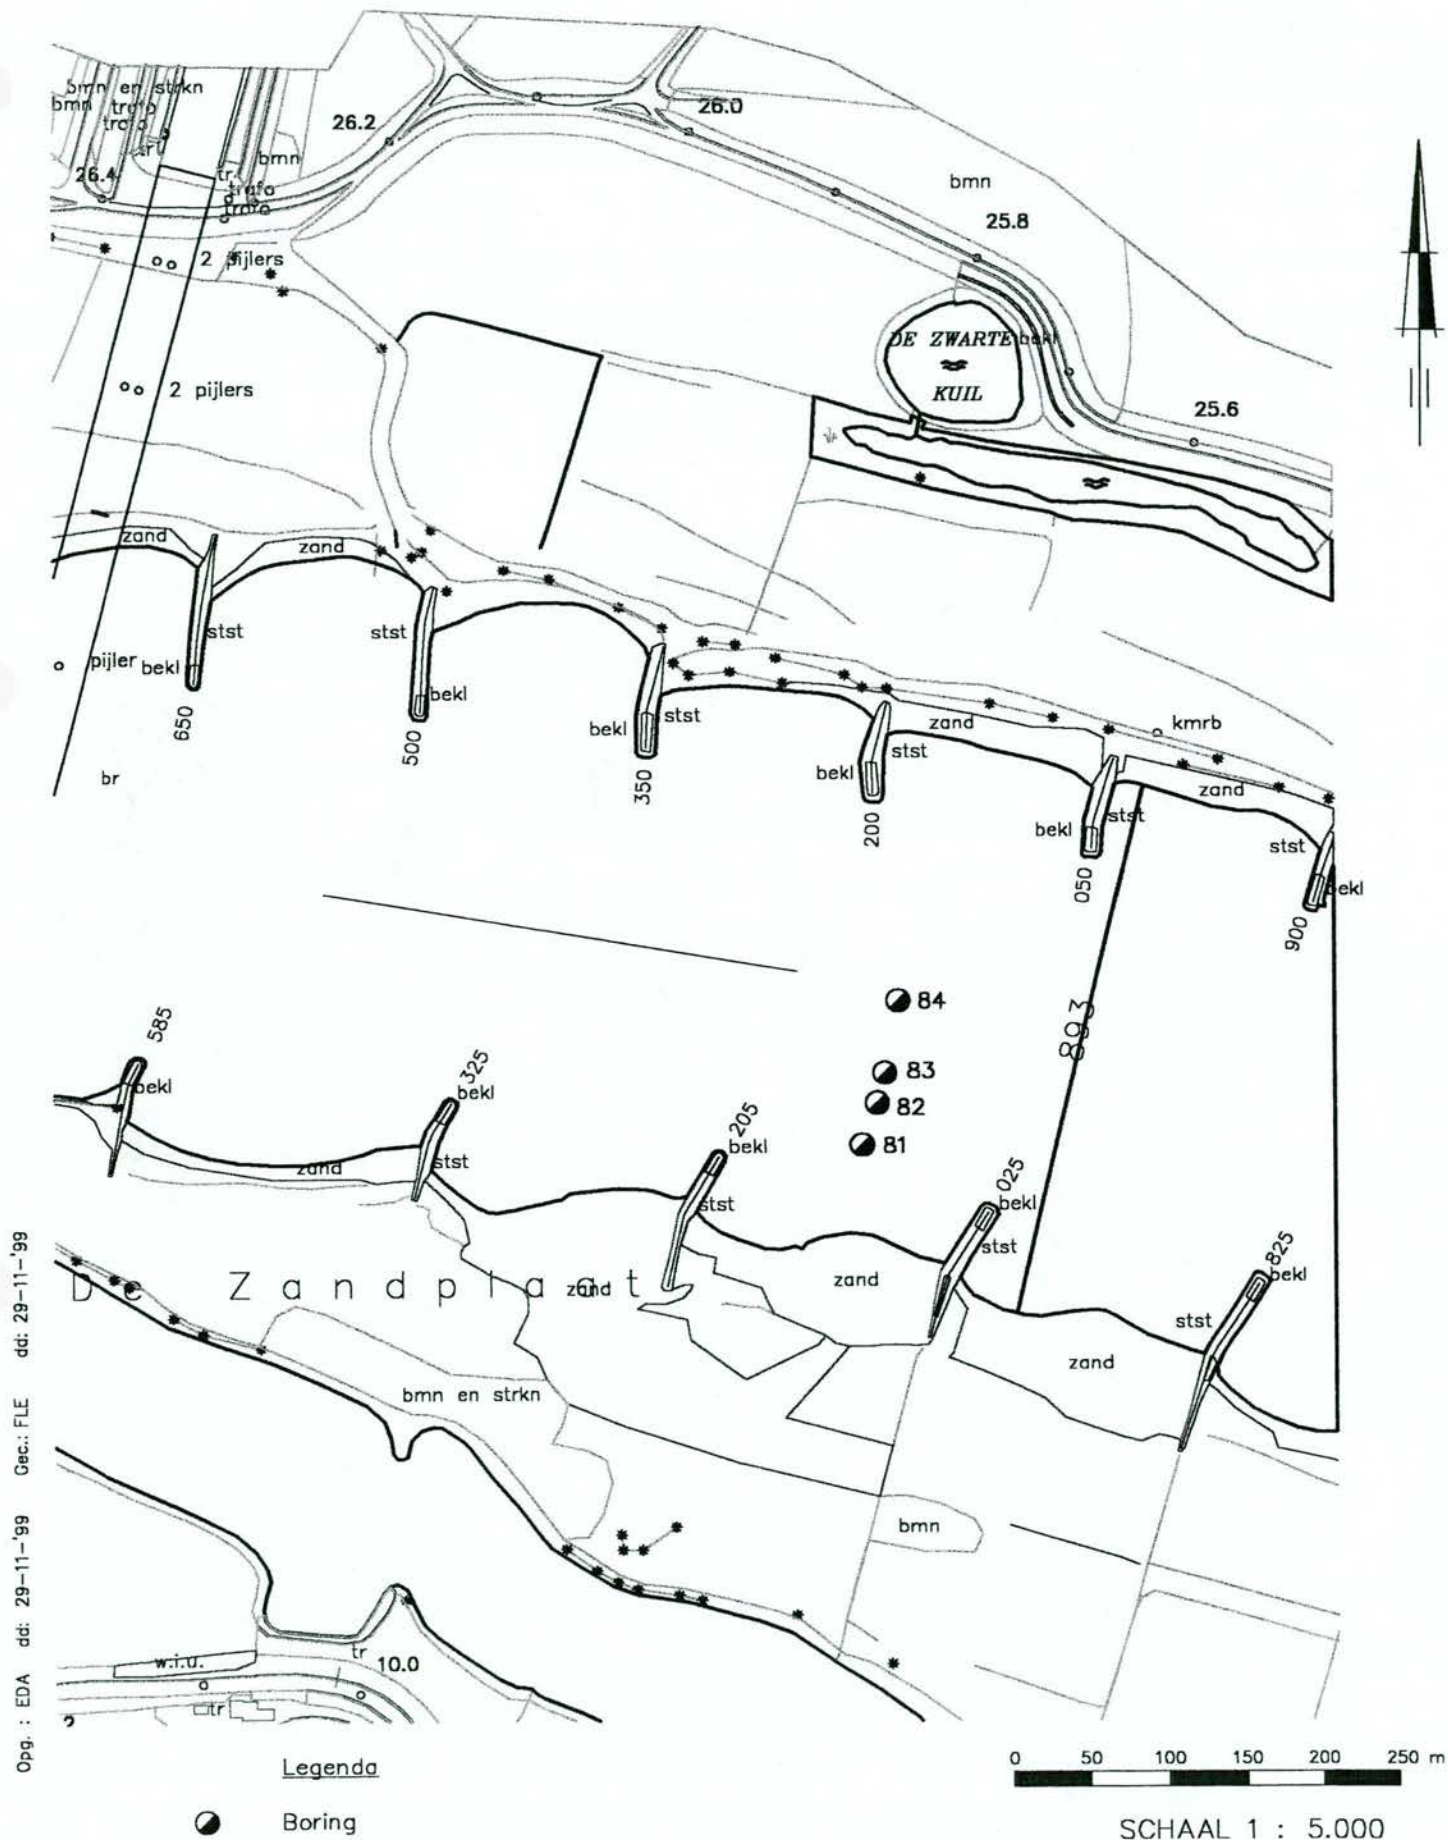 bmn en strkn
bmn
trafo
trafo
tr
26.4
tr
trafo
trafo
bmn
26.2
26.0
bmn
25.8
2 pijlers
2 pijlers
DE ZWARTE
bekl
KUIL
25.6
zand
zand
stst
stst
pijler
bekl
bekl
bekl
stst
zand
kmrb
stst
bekl
zand
bekl
stst
stst
bekl
650
500
350
200
050
900
br
84
83
82
81
893
585
bekl
325
bekl
205
bekl
025
bekl
825
bekl
zand
stst
stst
stst
stst
De Zandplaat
zand
zand
zand
bmn en strkn
bmn
w.i.u.
tr
10.0
tr
Opg. : EDA dd: 29-11-'99 Gec.: FLE dd: 29-11-'99
Legenda
Boring
0 50 100 150 200 250 m
SCHAAL 1 : 5.000